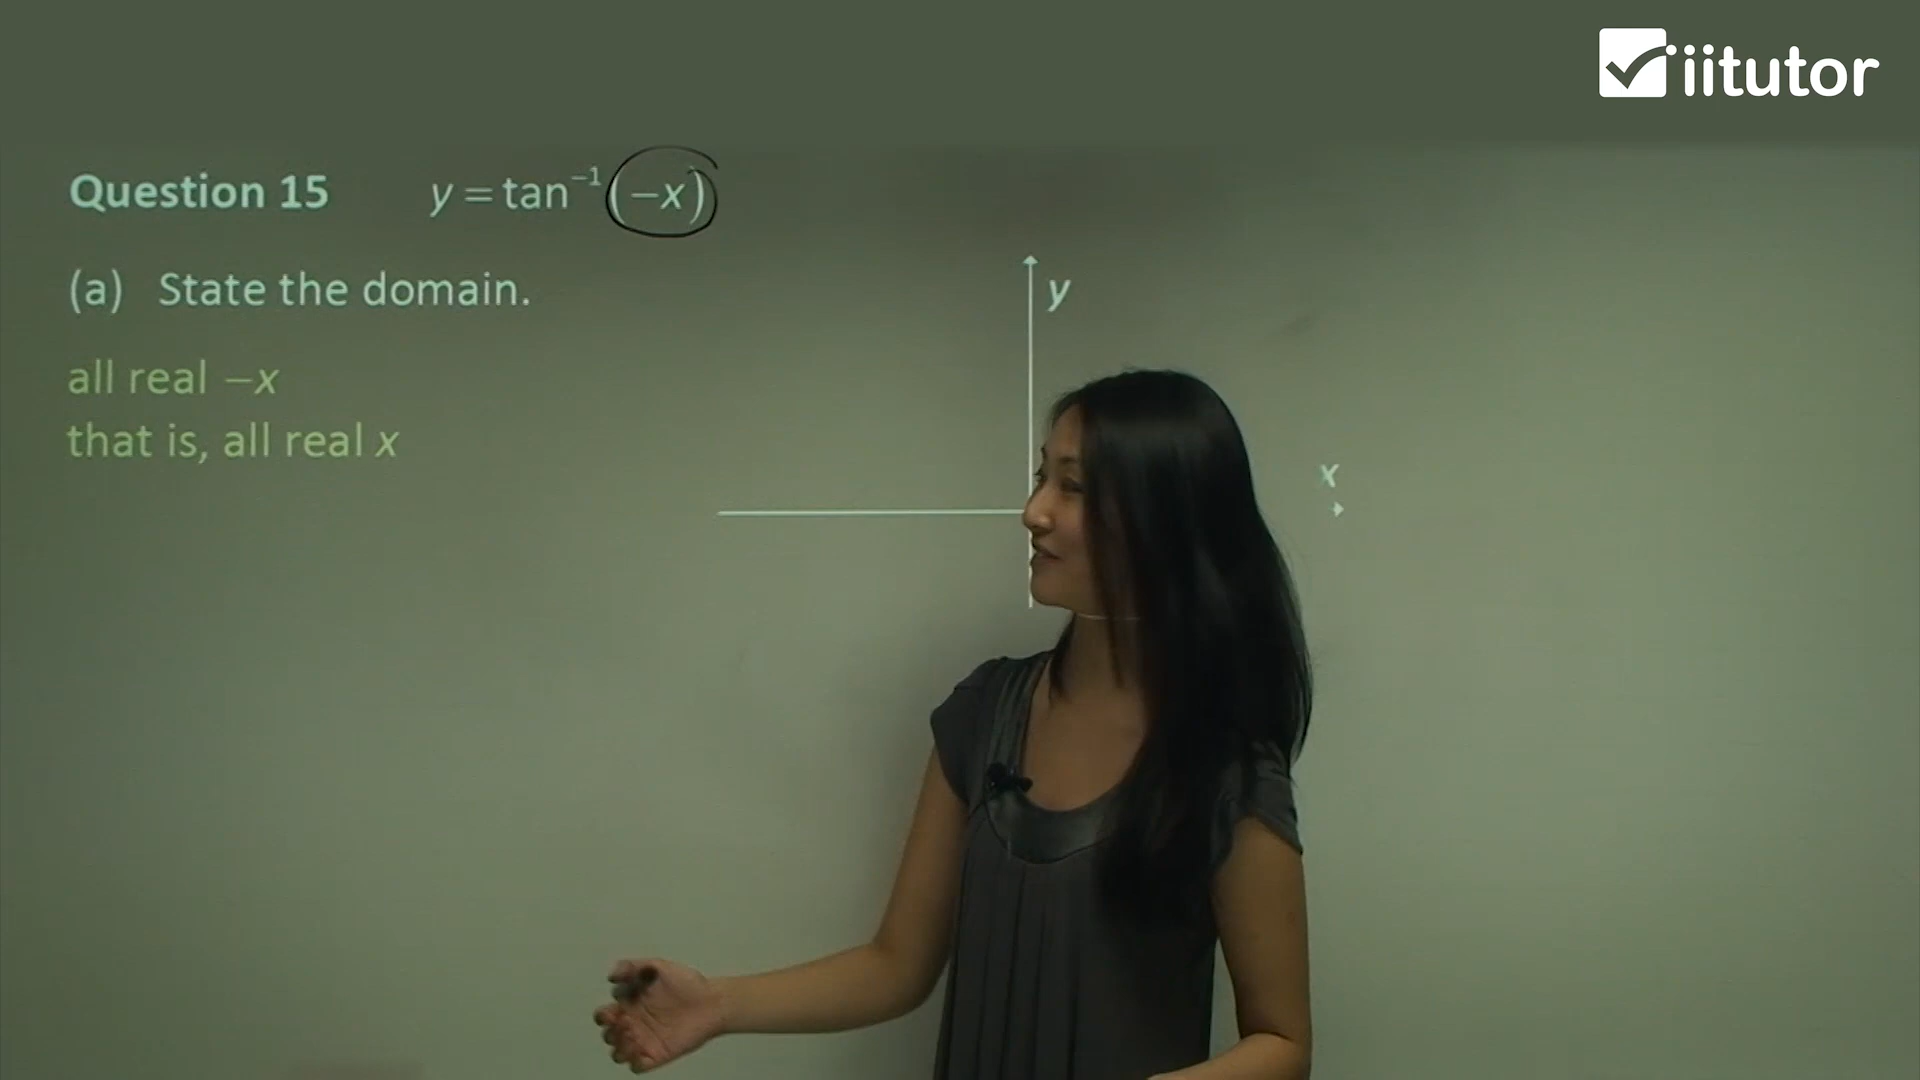 iitutor
Question 15 y = tan⁻¹(−x)
(a) State the domain.
y
all real −x
that is, all real x
x